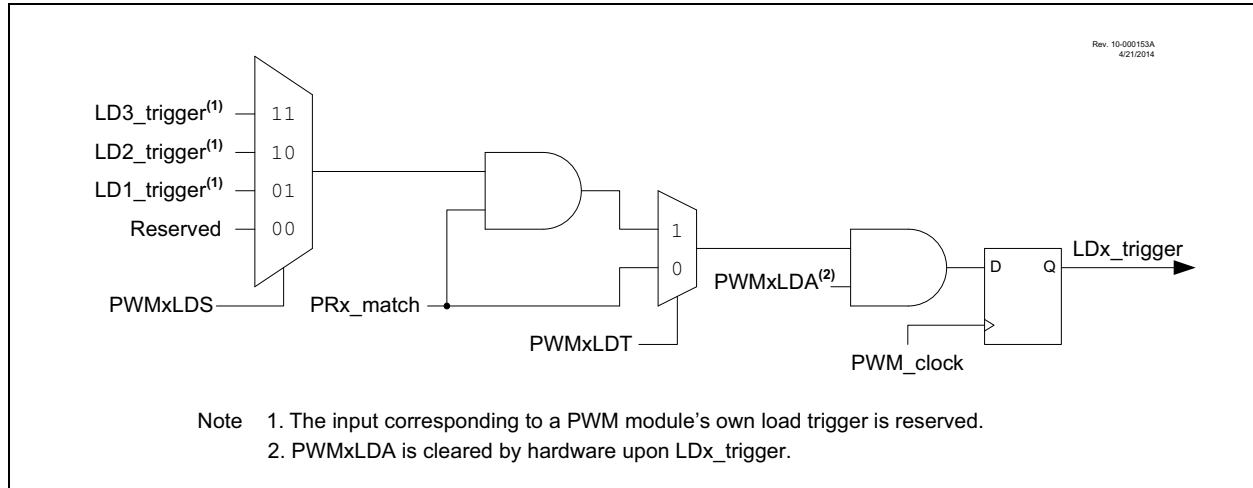 Rev. 10-000153A
4/21/2014
LD3_trigger(1)
11
LD2_trigger(1)
10
LD1_trigger(1)
01
Reserved
00
1
0
PWMxLDS
PRx_match
PWMxLDT
PWMxLDA(2)
D
Q
LDx_trigger
PWM_clock
Note 1. The input corresponding to a PWM module’s own load trigger is reserved.
2. PWMxLDA is cleared by hardware upon LDx_trigger.